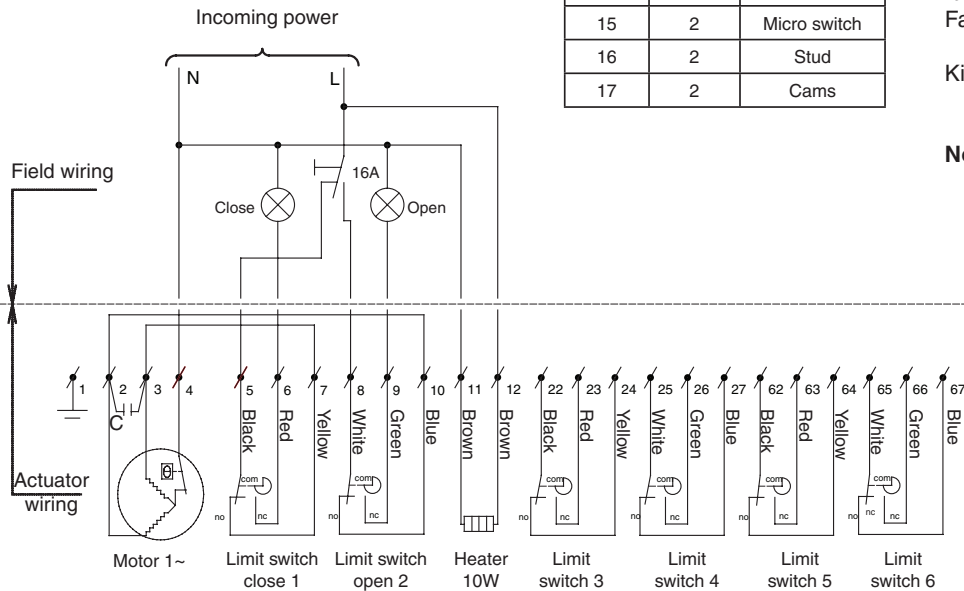 Incoming power
15 2 Micro switch
16 2 Stud
17 2 Cams
Fa
Ki
No
N L
16A
Field wiring
Close Open
1 2 3 4 5 6 7 8 9 10 11 12 22 23 24 25 26 27 62 63 64 65 66 67
C
Black Red Yellow White Green Blue Brown Brown Black Red Yellow White Green Blue Black Red Yellow White Green Blue
θ
com com com com com com
no nc no nc no nc no nc no nc no nc
Actuator
wiring
Motor 1~
Limit switch
close 1
Limit switch
open 2
Heater
10W
Limit
switch 3
Limit
switch 4
Limit
switch 5
Limit
switch 6